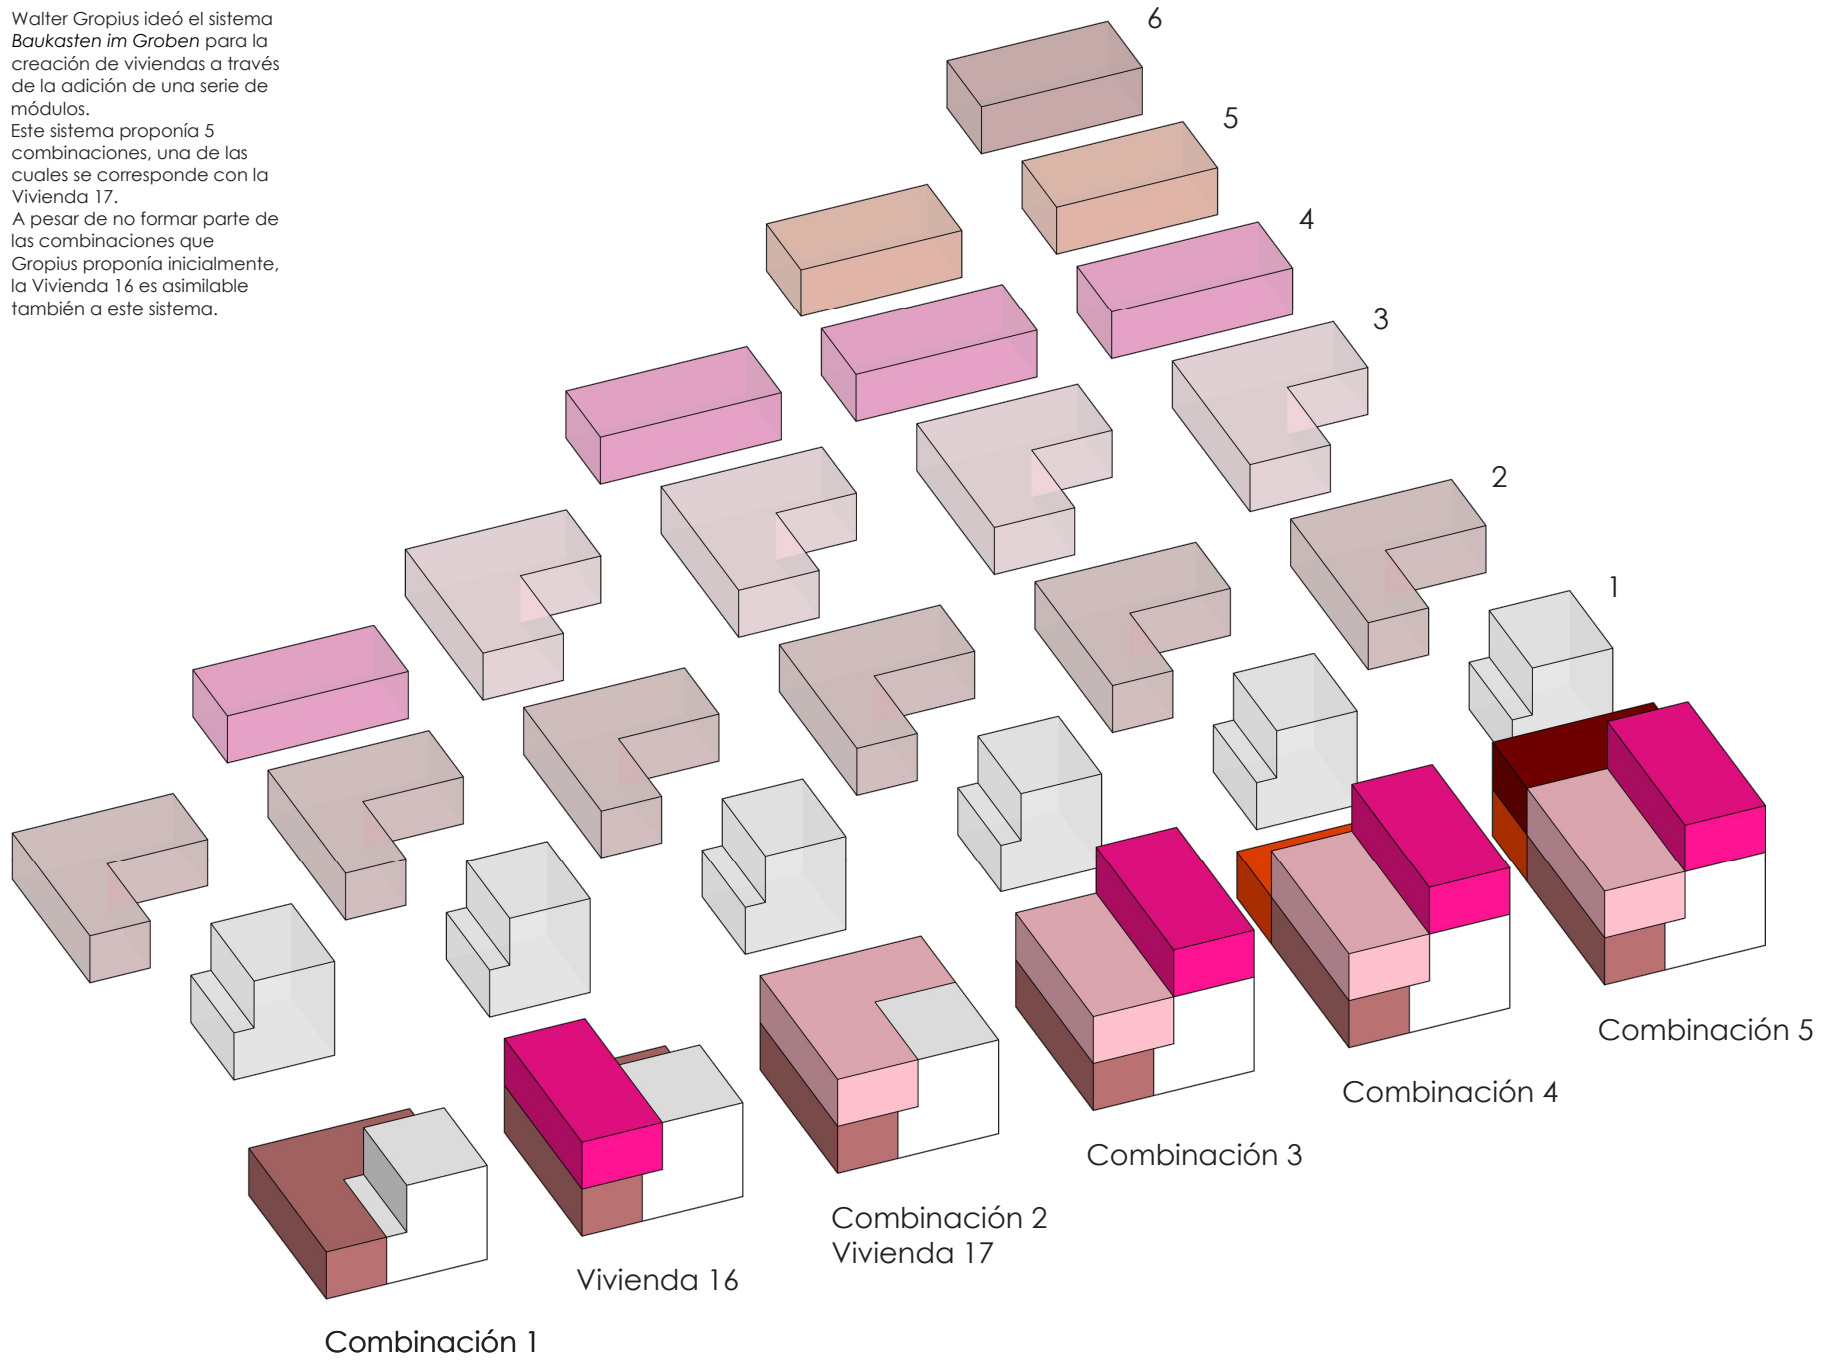 Walter Gropius ideó el sistema
Baukasten im Groben para la
creación de viviendas a través
de la adición de una serie de
módulos.
Este sistema proponía 5
combinaciones, una de las
cuales se corresponde con la
Vivienda 17.
A pesar de no formar parte de
las combinaciones que
Gropius proponía inicialmente,
la Vivienda 16 es asimilable
también a este sistema.
6
5
4
3
2
1
Combinación 5
Combinación 4
Combinación 3
Combinación 2
Vivienda 17
Vivienda 16
Combinación 1